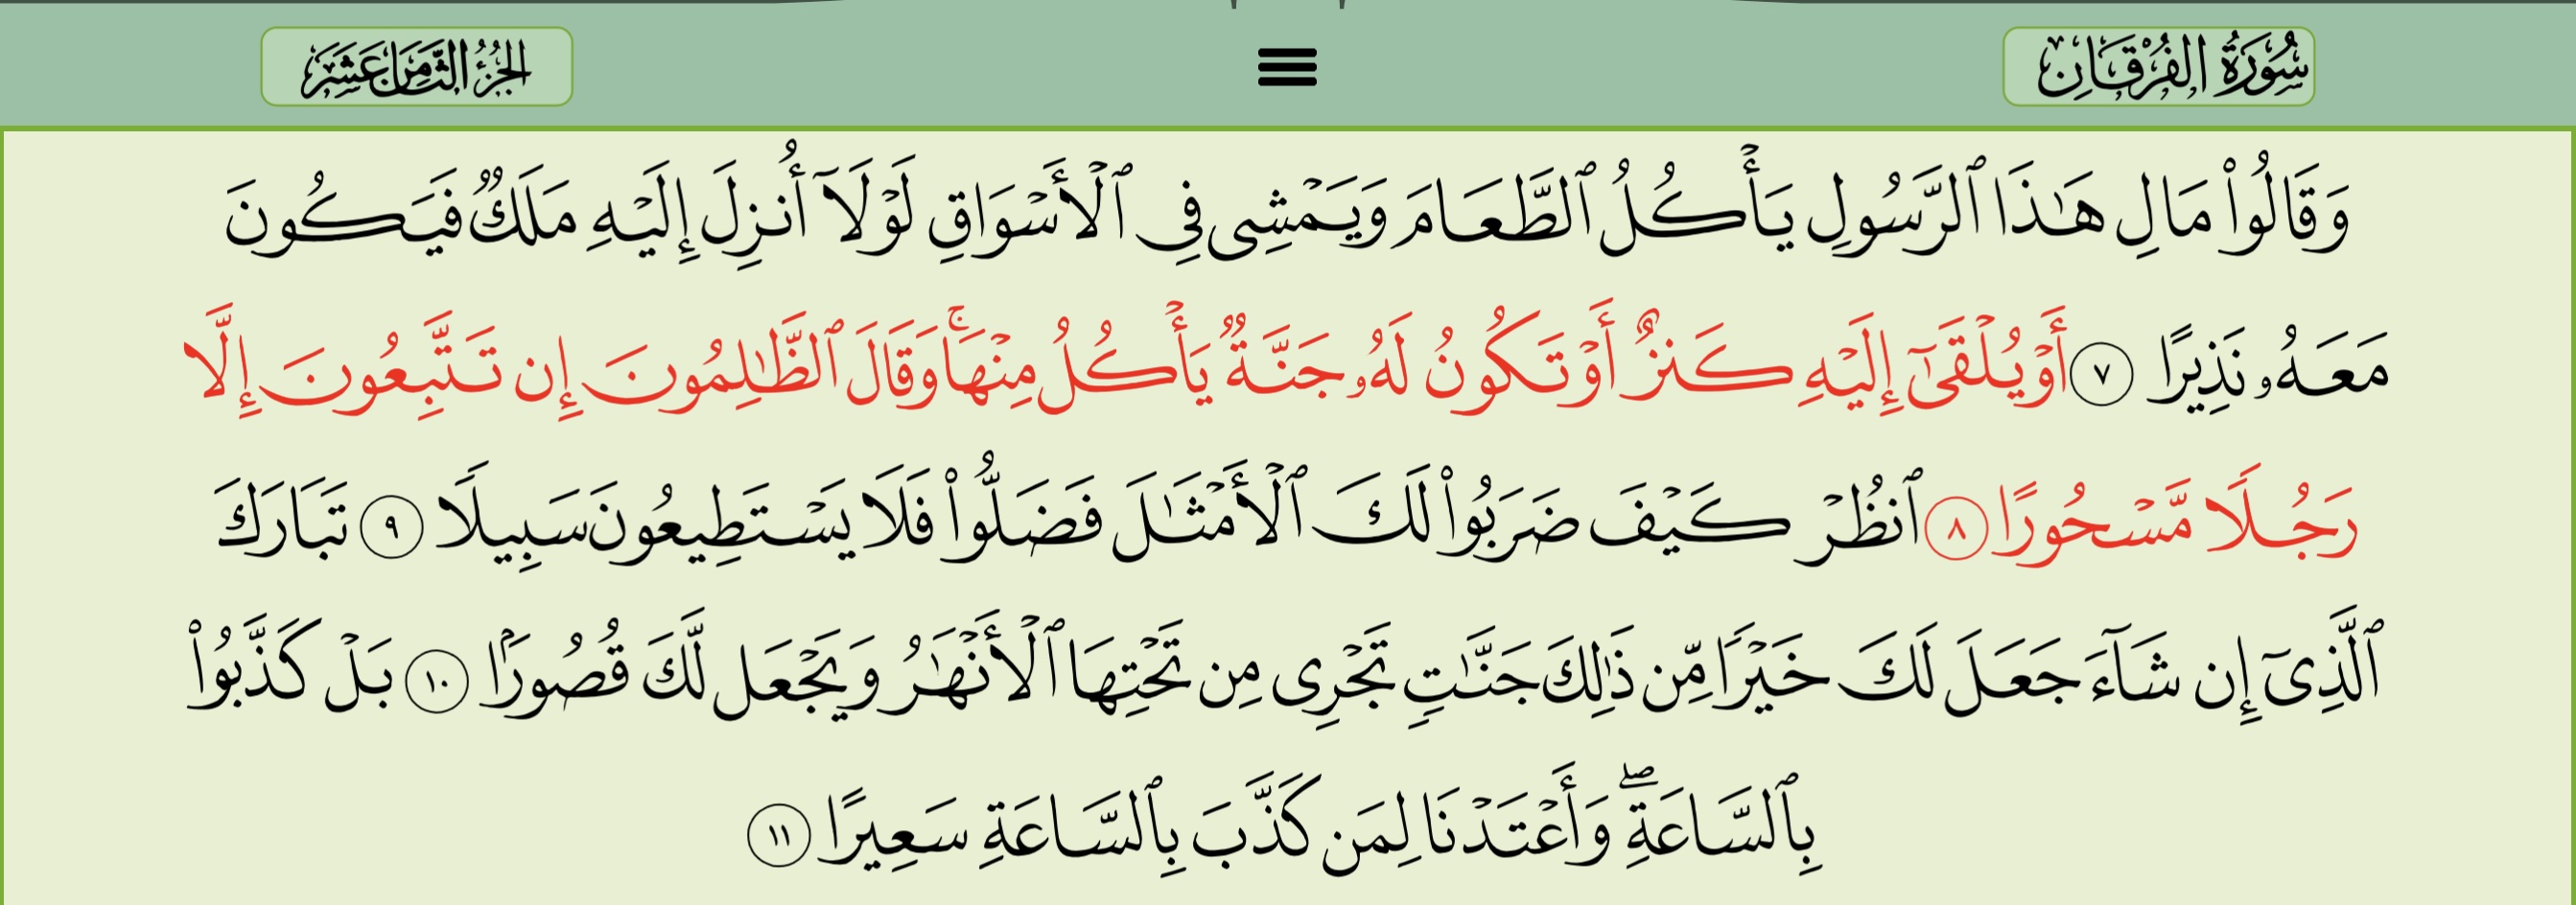 سُورَةُ الفُرْقَانِ
الجُزْءُ الثَّامِنَ عَشَرَ
وَقَالُوا۟ مَالِ هَـٰذَا ٱلرَّسُولِ يَأْكُلُ ٱلطَّعَامَ وَيَمْشِى فِى ٱلْأَسْوَاقِ لَوْلَآ أُنزِلَ إِلَيْهِ مَلَكٌ فَيَكُونَ
مَعَهُۥ نَذِيرًا ٧ أَوْ يُلْقَىٰٓ إِلَيْهِ كَنزٌ أَوْ تَكُونُ لَهُۥ جَنَّةٌ يَأْكُلُ مِنْهَا ۚ وَقَالَ ٱلظَّـٰلِمُونَ إِن تَتَّبِعُونَ إِلَّا
رَجُلًا مَّسْحُورًا ٨ ٱنظُرْ كَيْفَ ضَرَبُوا۟ لَكَ ٱلْأَمْثَـٰلَ فَضَلُّوا۟ فَلَا يَسْتَطِيعُونَ سَبِيلًا ٩ تَبَارَكَ
ٱلَّذِىٓ إِن شَآءَ جَعَلَ لَكَ خَيْرًا مِّن ذَٰلِكَ جَنَّـٰتٍ تَجْرِى مِن تَحْتِهَا ٱلْأَنْهَـٰرُ وَيَجْعَل لَّكَ قُصُورًۢا ١٠ بَلْ كَذَّبُوا۟
بِٱلسَّاعَةِ ۖ وَأَعْتَدْنَا لِمَن كَذَّبَ بِٱلسَّاعَةِ سَعِيرًا ١١